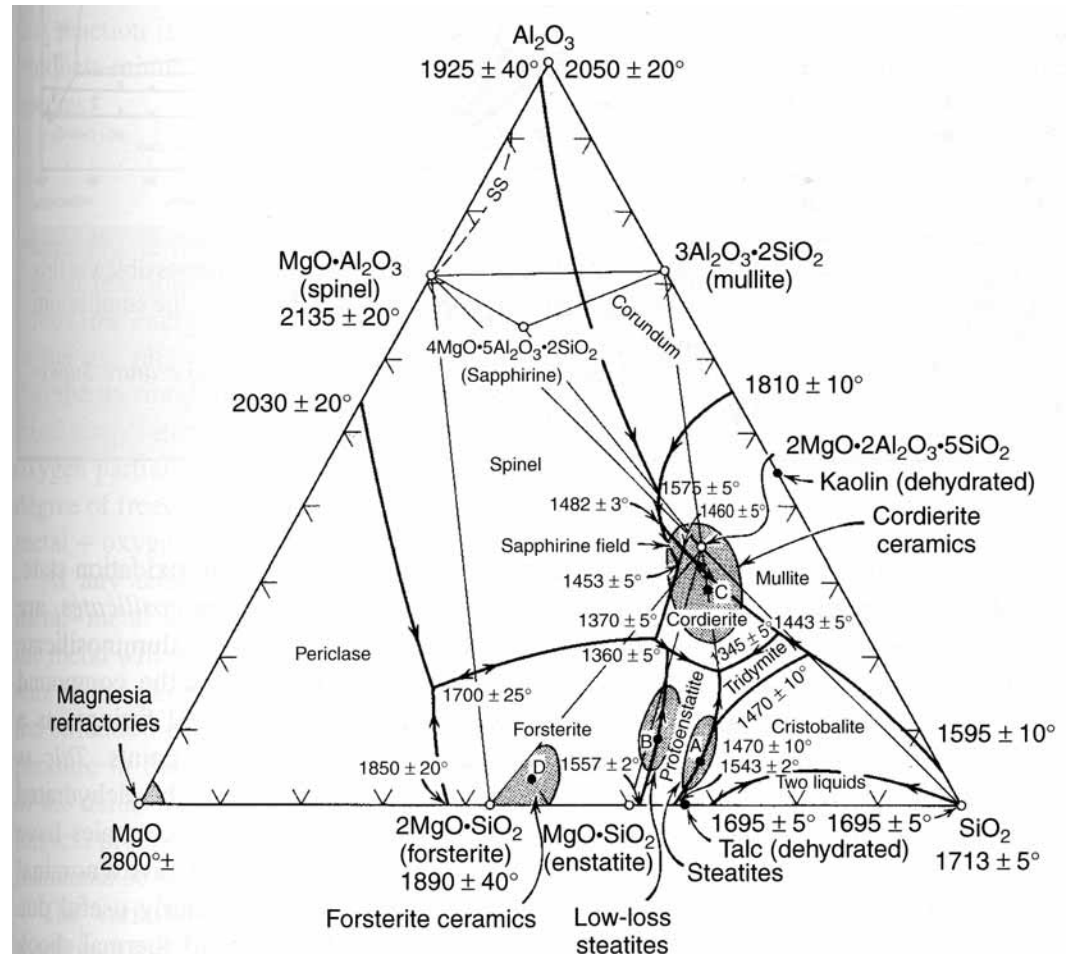 Al₂O₃
1925 ± 40°
2050 ± 20°
SS
MgO•Al₂O₃
(spinel)
2135 ± 20°
3Al₂O₃•2SiO₂
(mullite)
Corundum
4MgO•5Al₂O₃•2SiO₂
(Sapphirine)
2030 ± 20°
1810 ± 10°
2MgO•2Al₂O₃•5SiO₂
Spinel
Kaolin (dehydrated)
1575 ± 5°
1482 ± 3°
1460 ± 5°
Cordierite
ceramics
Sapphirine field
1453 ± 5°
Mullite
C
Cordierite
1370 ± 5°
1443 ± 5°
1345 ± 5°
1360 ± 5°
Periclase
Tridymite
1700 ± 25°
1470 ± 10°
Magnesia
refractories
Forsterite
Protoenstatite
Cristobalite
B
A
1595 ± 10°
D
1557 ± 2°
1470 ± 10°
1543 ± 2°
1850 ± 20°
Two liquids
MgO
2800°±
2MgO•SiO₂
(forsterite)
1890 ± 40°
MgO•SiO₂
(enstatite)
1695 ± 5°
1695 ± 5°
Talc (dehydrated)
SiO₂
1713 ± 5°
Steatites
Forsterite ceramics
Low-loss
steatites